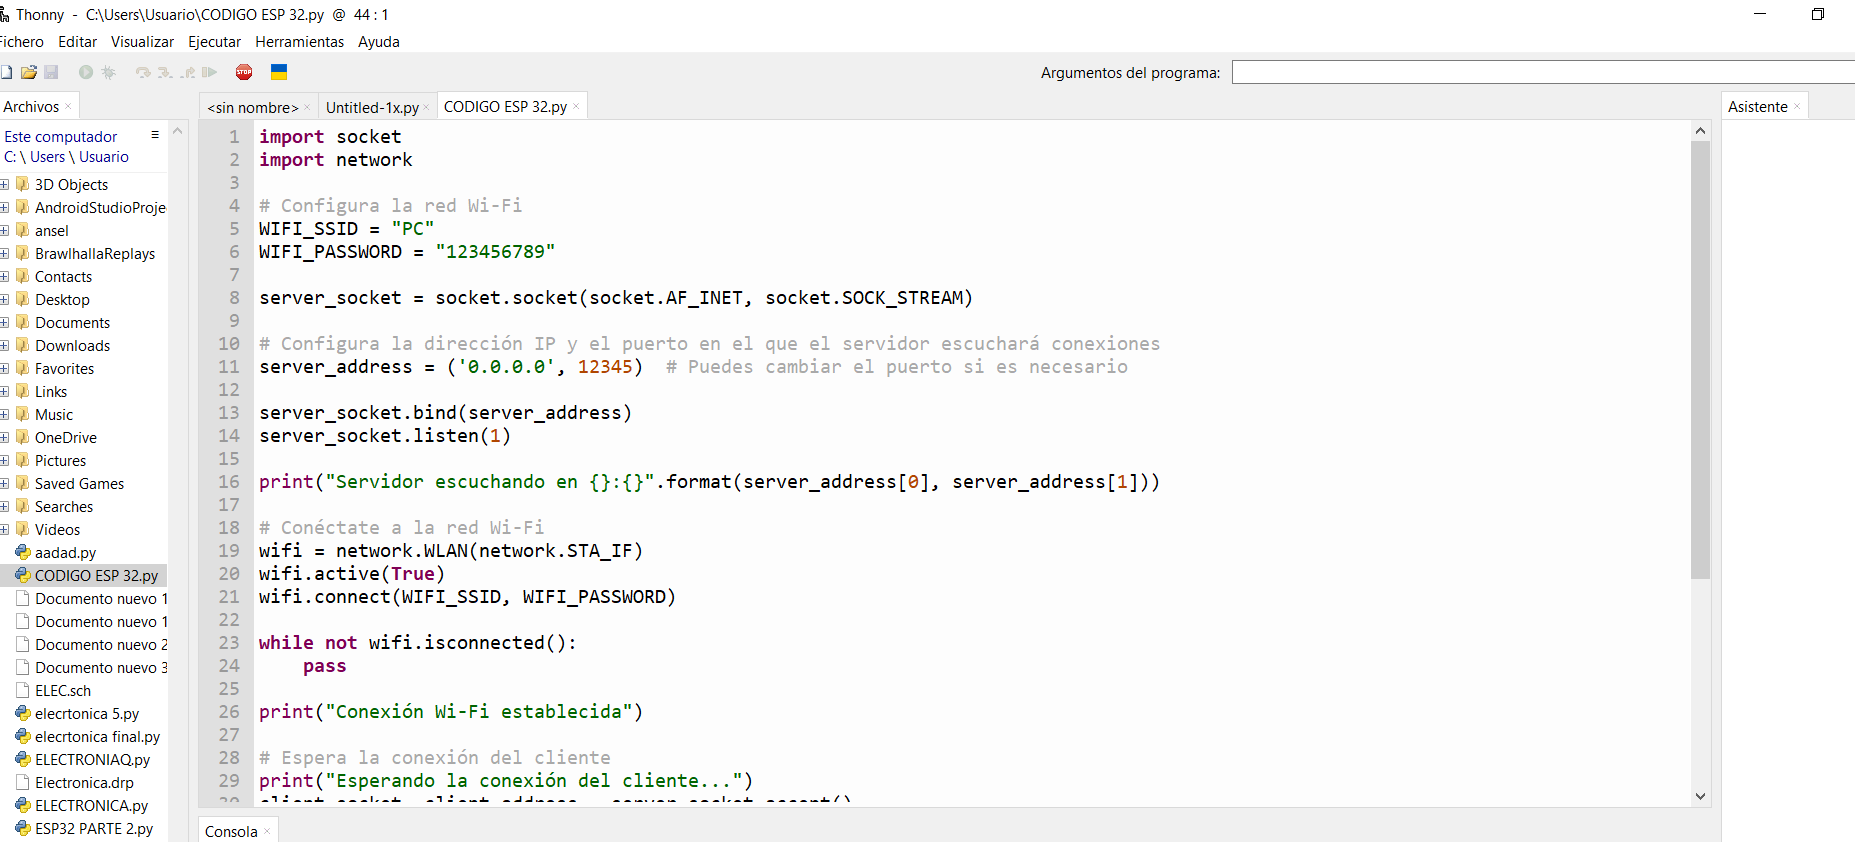 Thonny - C:\Users\Usuario\CODIGO ESP 32.py @ 44 : 1
Fichero Editar Visualizar Ejecutar Herramientas Ayuda
STOP
Argumentos del programa:
Archivos ×
<sin nombre> × Untitled-1x.py × CODIGO ESP 32.py ×
Asistente ×
Este computador
C: \ Users \ Usuario
3D Objects
AndroidStudioProje
ansel
BrawlhallaReplays
Contacts
Desktop
Documents
Downloads
Favorites
Links
Music
OneDrive
Pictures
Saved Games
Searches
Videos
aadad.py
CODIGO ESP 32.py
Documento nuevo 1
Documento nuevo 1
Documento nuevo 2
Documento nuevo 3
ELEC.sch
elecrtonica 5.py
elecrtonica final.py
ELECTRONIAQ.py
Electronica.drp
ELECTRONICA.py
ESP32 PARTE 2.py
1 import socket
2 import network
3
4 # Configura la red Wi-Fi
5 WIFI_SSID = "PC"
6 WIFI_PASSWORD = "123456789"
7
8 server_socket = socket.socket(socket.AF_INET, socket.SOCK_STREAM)
9
10 # Configura la dirección IP y el puerto en el que el servidor escuchará conexiones
11 server_address = ('0.0.0.0', 12345)  # Puedes cambiar el puerto si es necesario
12
13 server_socket.bind(server_address)
14 server_socket.listen(1)
15
16 print("Servidor escuchando en {}:{}".format(server_address[0], server_address[1]))
17
18 # Conéctate a la red Wi-Fi
19 wifi = network.WLAN(network.STA_IF)
20 wifi.active(True)
21 wifi.connect(WIFI_SSID, WIFI_PASSWORD)
22
23 while not wifi.isconnected():
24     pass
25
26 print("Conexión Wi-Fi establecida")
27
28 # Espera la conexión del cliente
29 print("Esperando la conexión del cliente...")
30 client_socket, client_address = server_socket.accept()
Consola ×